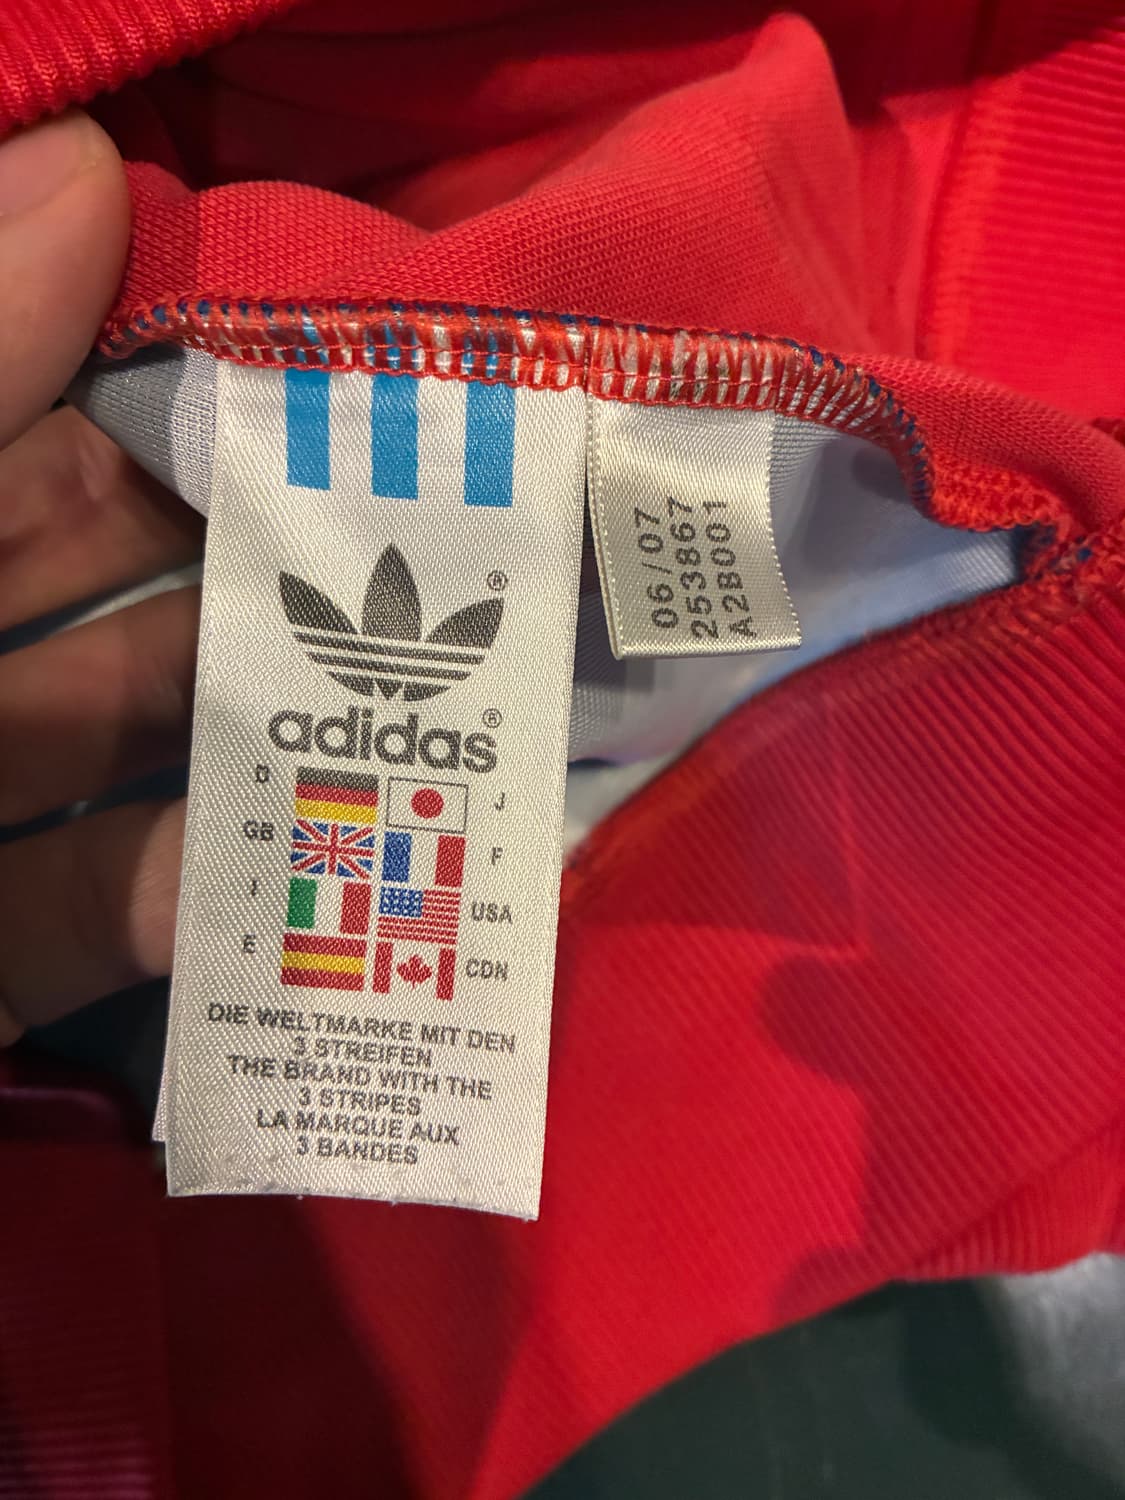 ®
adidas®
D
J
GB
F
I
USA
E
CDN
DIE WELTMARKE MIT DEN
3 STREIFEN
THE BRAND WITH THE
3 STRIPES
LA MARQUE AUX
3 BANDES
06/07
253867
A2B001